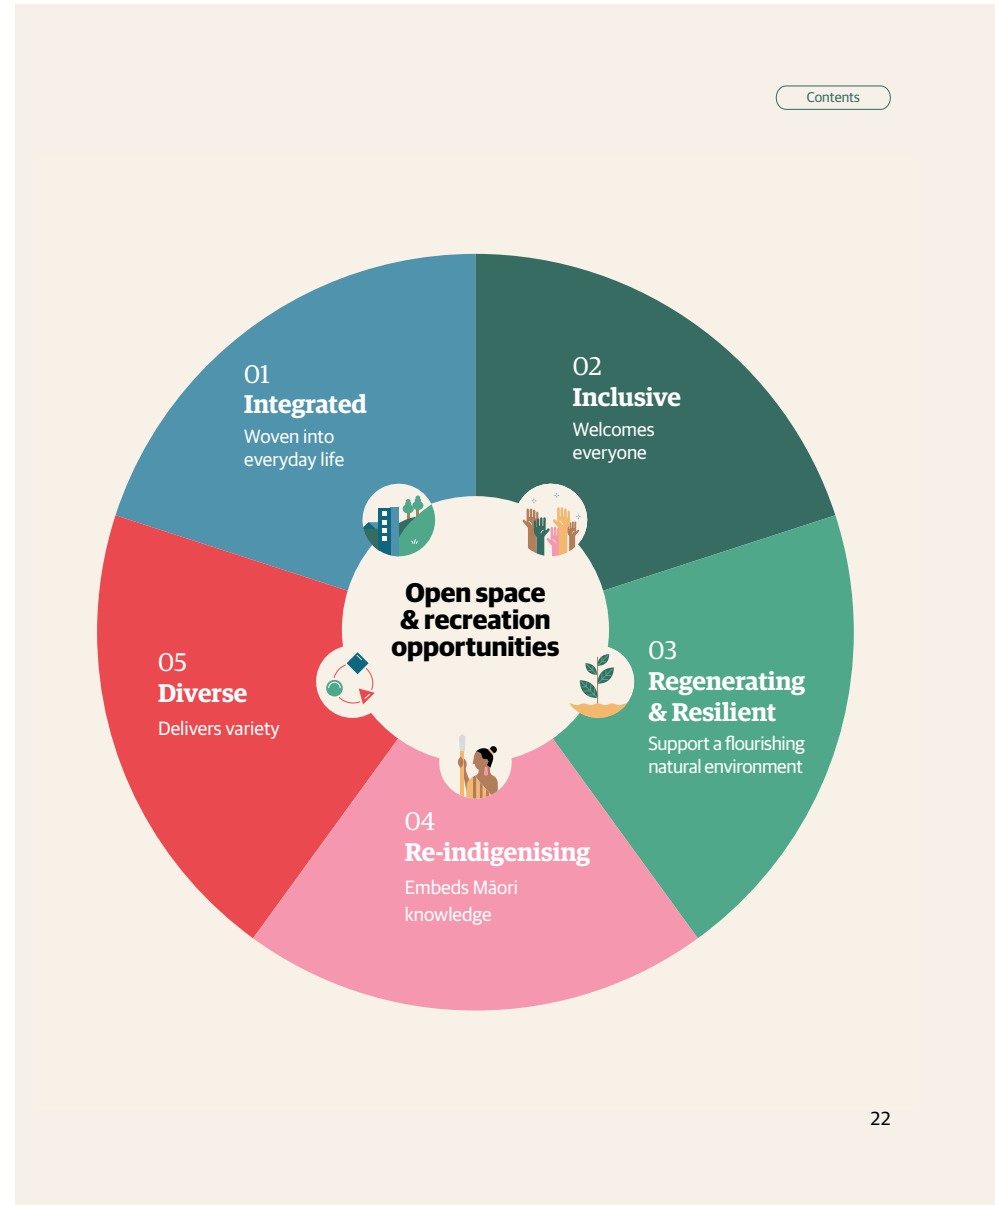 Contents
01
Integrated
Woven into
everyday life
02
Inclusive
Welcomes
everyone
Open space
& recreation
opportunities
03
Regenerating
& Resilient
Support a flourishing
natural environment
04
Re-indigenising
Embeds Māori
knowledge
05
Diverse
Delivers variety
22